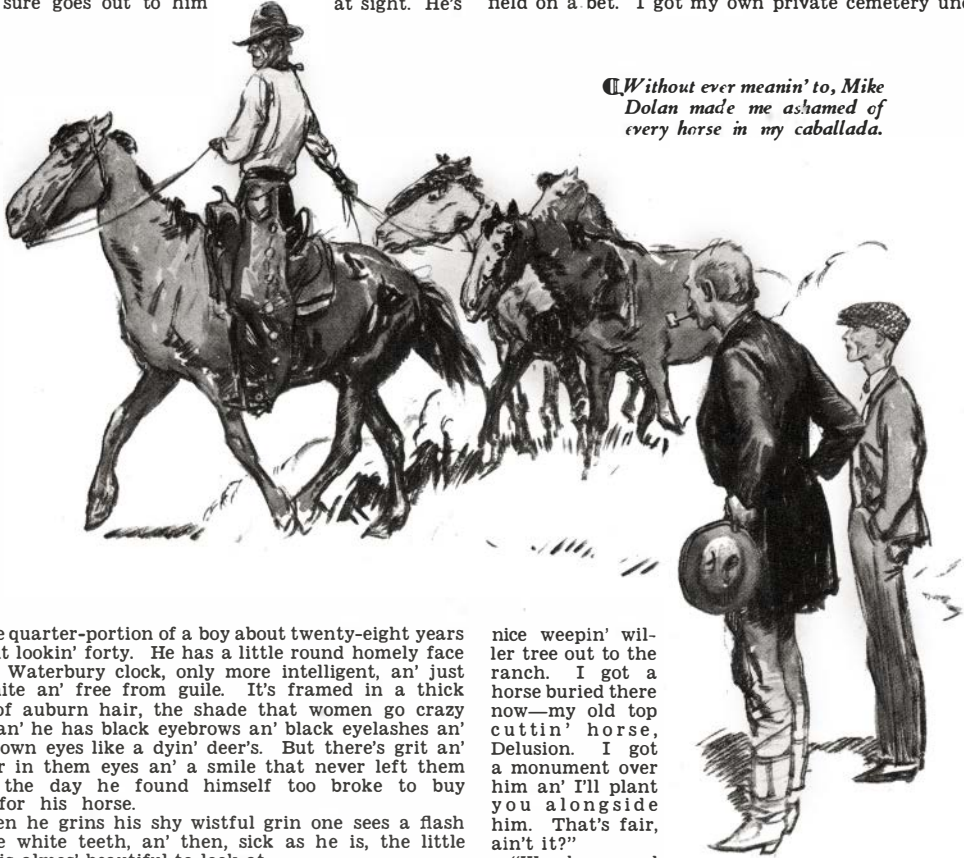 sure goes out to him
at sight. He's
field on a bet. I got my own private cemetery
Without ever meanin' to, Mike
Dolan made me ashamed of
every horse in my caballada.
quarter-portion of a boy about twenty-eight years
lookin' forty. He has a little round homely face
Waterbury clock, only more intelligent, an' just
an' free from guile. It's framed in a thick
of auburn hair, the shade that women go crazy
an' he has black eyebrows an' black eyelashes an'
eyes like a dyin' deer's. But there's grit an'
in them eyes an' a smile that never left them
the day he found himself too broke to buy
for his horse.
he grins his shy wistful grin one sees a flash
white teeth, an' then, sick as he is, the little
almos' beautiful to look at
nice weepin' wil-
ler tree out to the
ranch. I got a
horse buried there
now—my old top
cuttin' horse,
Delusion. I got
a monument over
him an' I'll plant
you alongside
him. That's fair,
ain't it?"